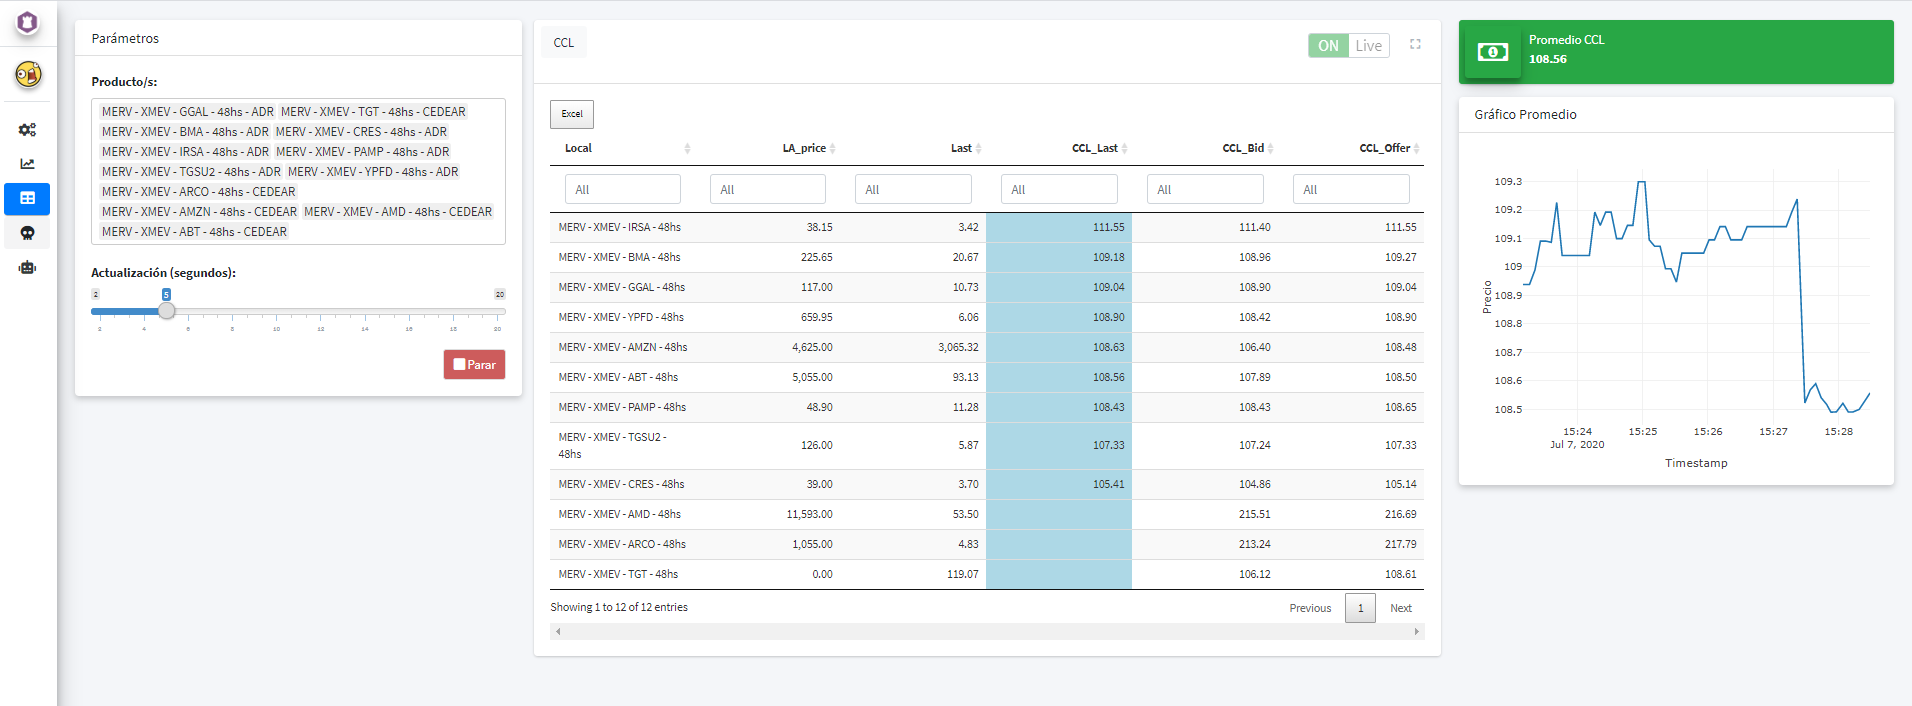 Parámetros
Producto/s:
MERV - XMEV - GGAL - 48hs - ADR MERV - XMEV - TGT - 48hs - CEDEAR
MERV - XMEV - BMA - 48hs - ADR MERV - XMEV - CRES - 48hs - ADR
MERV - XMEV - IRSA - 48hs - ADR MERV - XMEV - PAMP - 48hs - ADR
MERV - XMEV - TGSU2 - 48hs - ADR MERV - XMEV - YPFD - 48hs - ADR
MERV - XMEV - ARCO - 48hs - CEDEAR
MERV - XMEV - AMZN - 48hs - CEDEAR MERV - XMEV - AMD - 48hs - CEDEAR
MERV - XMEV - ABT - 48hs - CEDEAR
Actualización (segundos):
2 5 20
2 4 6 8 10 12 14 16 18 20
Parar
CCL
ON Live
Excel
Local LA_price Last CCL_Last CCL_Bid CCL_Offer
All All All All All All
MERV - XMEV - IRSA - 48hs 38.15 3.42 111.55 111.40 111.55
MERV - XMEV - BMA - 48hs 225.65 20.67 109.18 108.96 109.27
MERV - XMEV - GGAL - 48hs 117.00 10.73 109.04 108.90 109.04
MERV - XMEV - YPFD - 48hs 659.95 6.06 108.90 108.42 108.90
MERV - XMEV - AMZN - 48hs 4,625.00 3,065.32 108.63 106.40 108.48
MERV - XMEV - ABT - 48hs 5,055.00 93.13 108.56 107.89 108.50
MERV - XMEV - PAMP - 48hs 48.90 11.28 108.43 108.43 108.65
MERV - XMEV - TGSU2 -
48hs 126.00 5.87 107.33 107.24 107.33
MERV - XMEV - CRES - 48hs 39.00 3.70 105.41 104.86 105.14
MERV - XMEV - AMD - 48hs 11,593.00 53.50 215.51 216.69
MERV - XMEV - ARCO - 48hs 1,055.00 4.83 213.24 217.79
MERV - XMEV - TGT - 48hs 0.00 119.07 106.12 108.61
Showing 1 to 12 of 12 entries
Previous 1 Next
Promedio CCL
108.56
Gráfico Promedio
109.3
109.2
109.1
109
108.9
108.8
108.7
108.6
108.5
Precio
15:24 15:25 15:26 15:27 15:28
Jul 7, 2020
Timestamp